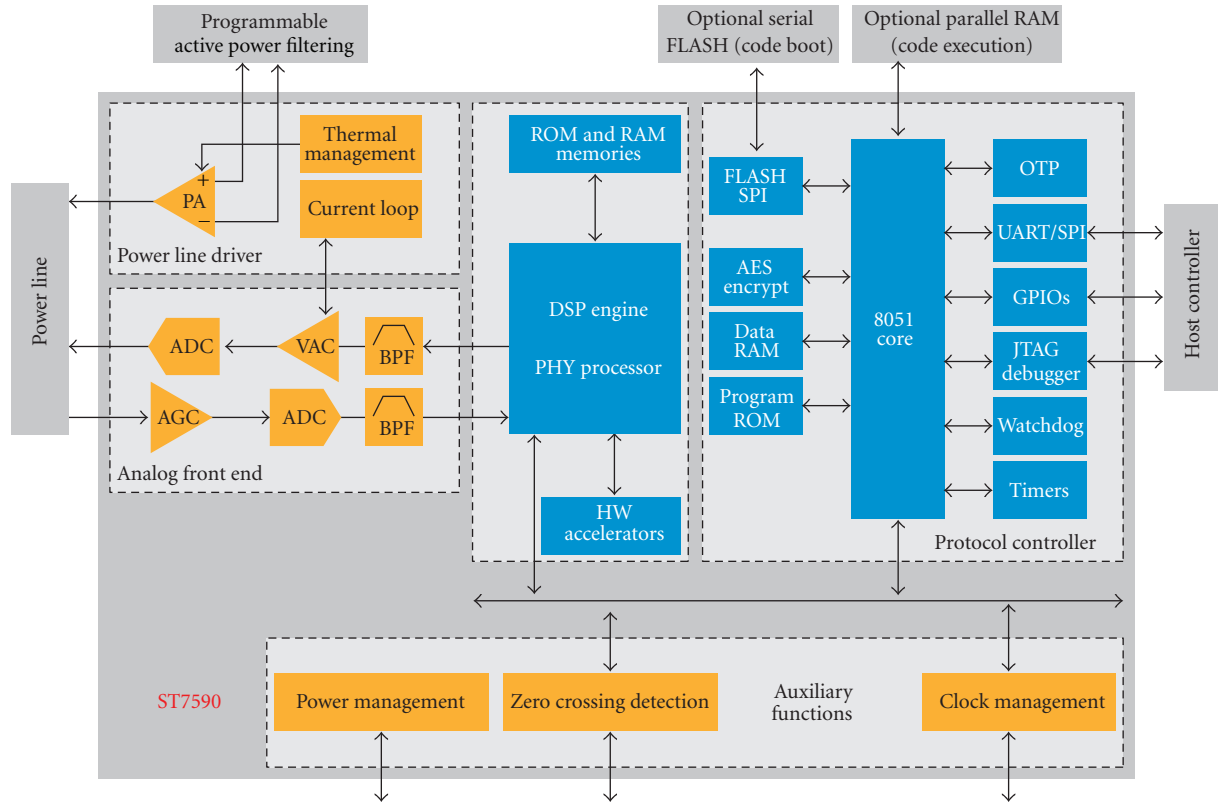 Programmable
active power filtering
Optional serial
FLASH (code boot)
Optional parallel RAM
(code execution)
Thermal
management
PA
+
−
Current loop
Power line driver
Power line
ADC
VAC
BPF
AGC
ADC
BPF
Analog front end
ROM and RAM
memories
DSP engine
PHY processor
HW
accelerators
FLASH
SPI
AES
encrypt
Data
RAM
Program
ROM
8051
core
OTP
UART/SPI
GPIOs
JTAG
debugger
Watchdog
Timers
Protocol controller
Host controller
ST7590
Power management
Zero crossing detection
Auxiliary
functions
Clock management